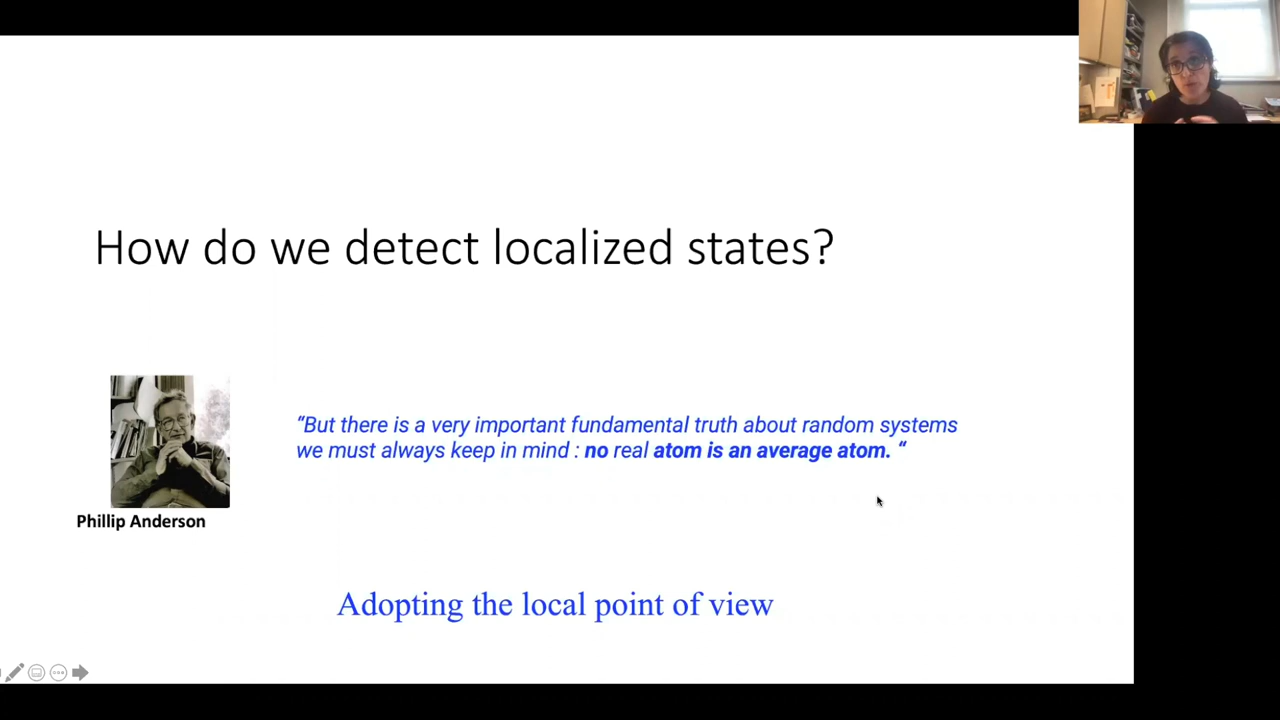 How do we detect localized states?
“But there is a very important fundamental truth about random systems
we must always keep in mind : no real atom is an average atom. “
Phillip Anderson
Adopting the local point of view